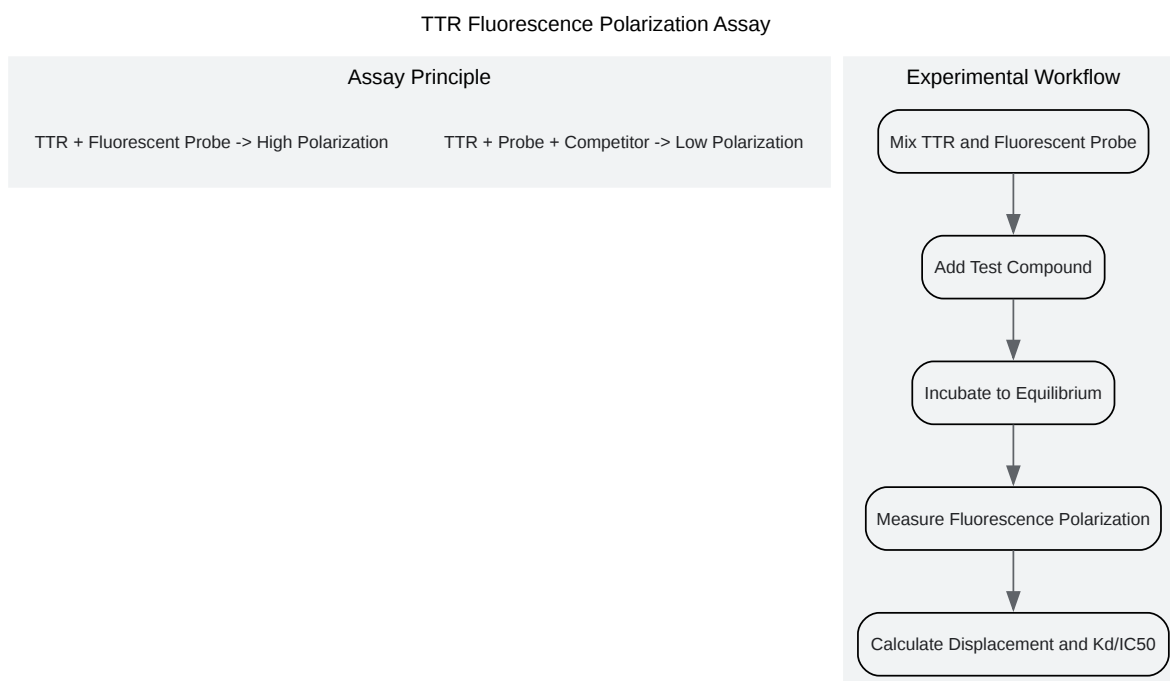 TTR Fluorescence Polarization Assay
Assay Principle
TTR + Fluorescent Probe -> High Polarization
TTR + Probe + Competitor -> Low Polarization
Experimental Workflow
Mix TTR and Fluorescent Probe
Add Test Compound
Incubate to Equilibrium
Measure Fluorescence Polarization
Calculate Displacement and Kd/IC50